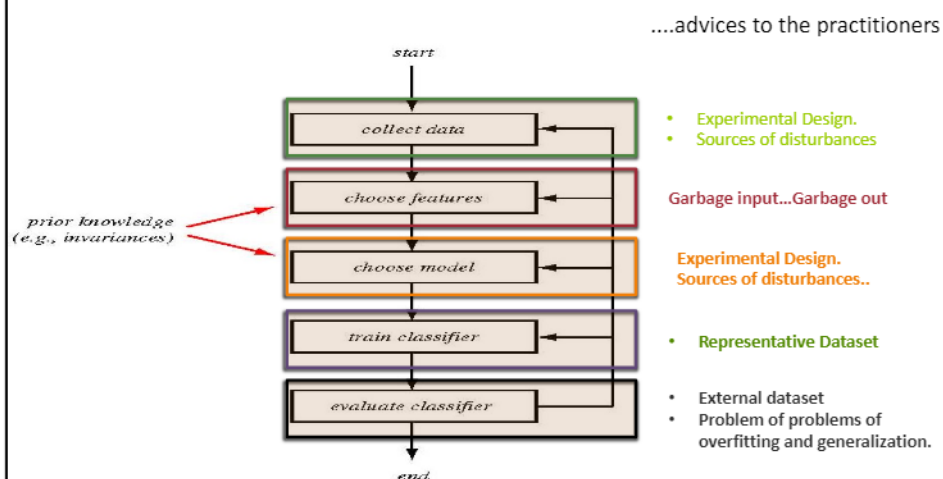 ....advices to the practitioners
start
collect data
• Experimental Design.
• Sources of disturbances
choose features
Garbage input...Garbage out
prior knowledge
(e.g., invariances)
choose model
Experimental Design.
Sources of disturbances..
train classifier
• Representative Dataset
evaluate classifier
• External dataset
• Problem of problems of
overfitting and generalization.
end